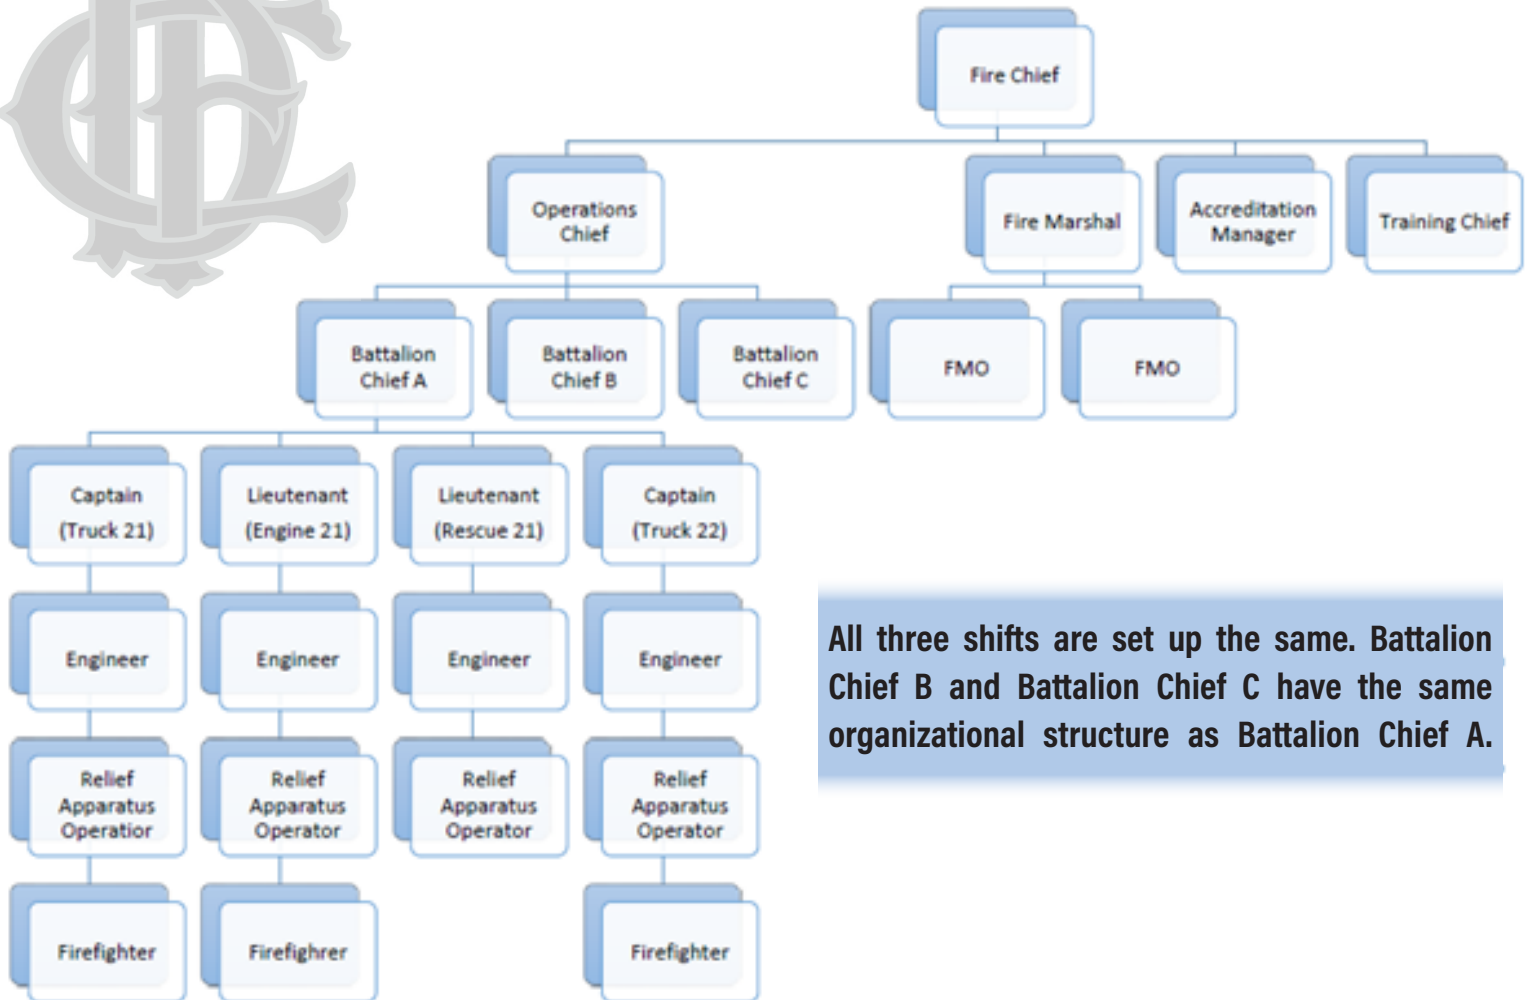 Fire Chief
Operations
Chief
Fire Marshal
Accreditation
Manager
Training Chief
Battalion
Chief A
Battalion
Chief B
Battalion
Chief C
FMO
FMO
Captain
(Truck 21)
Lieutenant
(Engine 21)
Lieutenant
(Rescue 21)
Captain
(Truck 22)
Engineer
Engineer
Engineer
Engineer
All three shifts are set up the same. Battalion
Chief B and Battalion Chief C have the same
organizational structure as Battalion Chief A.
Relief
Apparatus
Operatior
Relief
Apparatus
Operator
Relief
Apparatus
Operator
Relief
Apparatus
Operator
Firefighter
Firefighrer
Firefighter